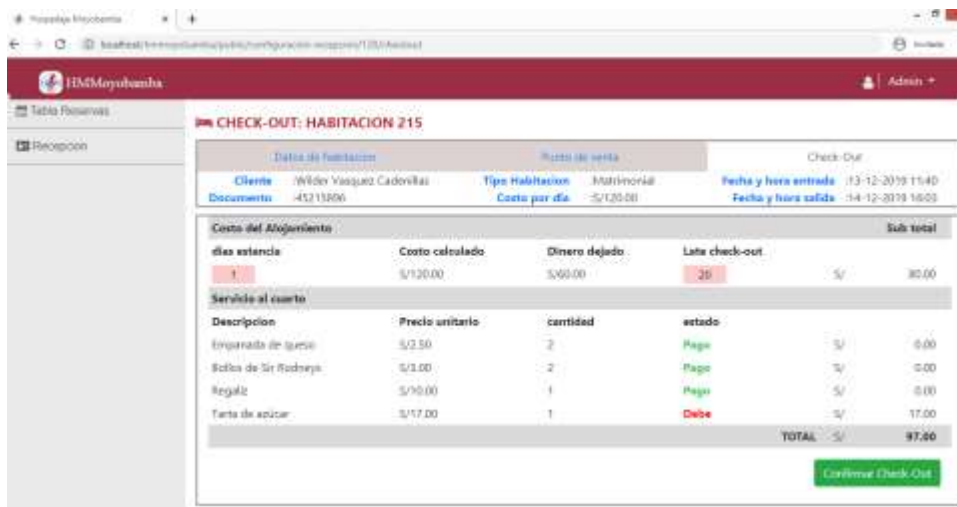 Hospedaje Moyobamba
Invitado
HMMoyobamba
Admin
Tabla Reservas
Recepcion
CHECK-OUT: HABITACION 215
Datos de habitacion Punto de venta Check-Out
Cliente :Wilder Vasquez Tipo Habitacion :Matrimonial Fecha y hora entrada :13-12-2019 11:40
Documento :45215896 Costo por dia :S/120.00 Fecha y hora salida :14-12-2019 16:03
Costo del Alojamiento Sub total
dias estancia Costo calculado Dinero dejado Late check-out
1 S/120.00 S/60.00 20 S/ 80.00
Servicio al cuarto
Descripcion Precio unitario cantidad estado
Empanada de queso S/2.50 2 Pago S/ 0.00
Bollos de Sir Rodneys S/3.00 2 Pago S/ 0.00
Regaliz S/10.00 1 Pago S/ 0.00
Tarta de azúcar S/17.00 1 Debe S/ 17.00
TOTAL S/ 97.00
Confirmar Check-Out